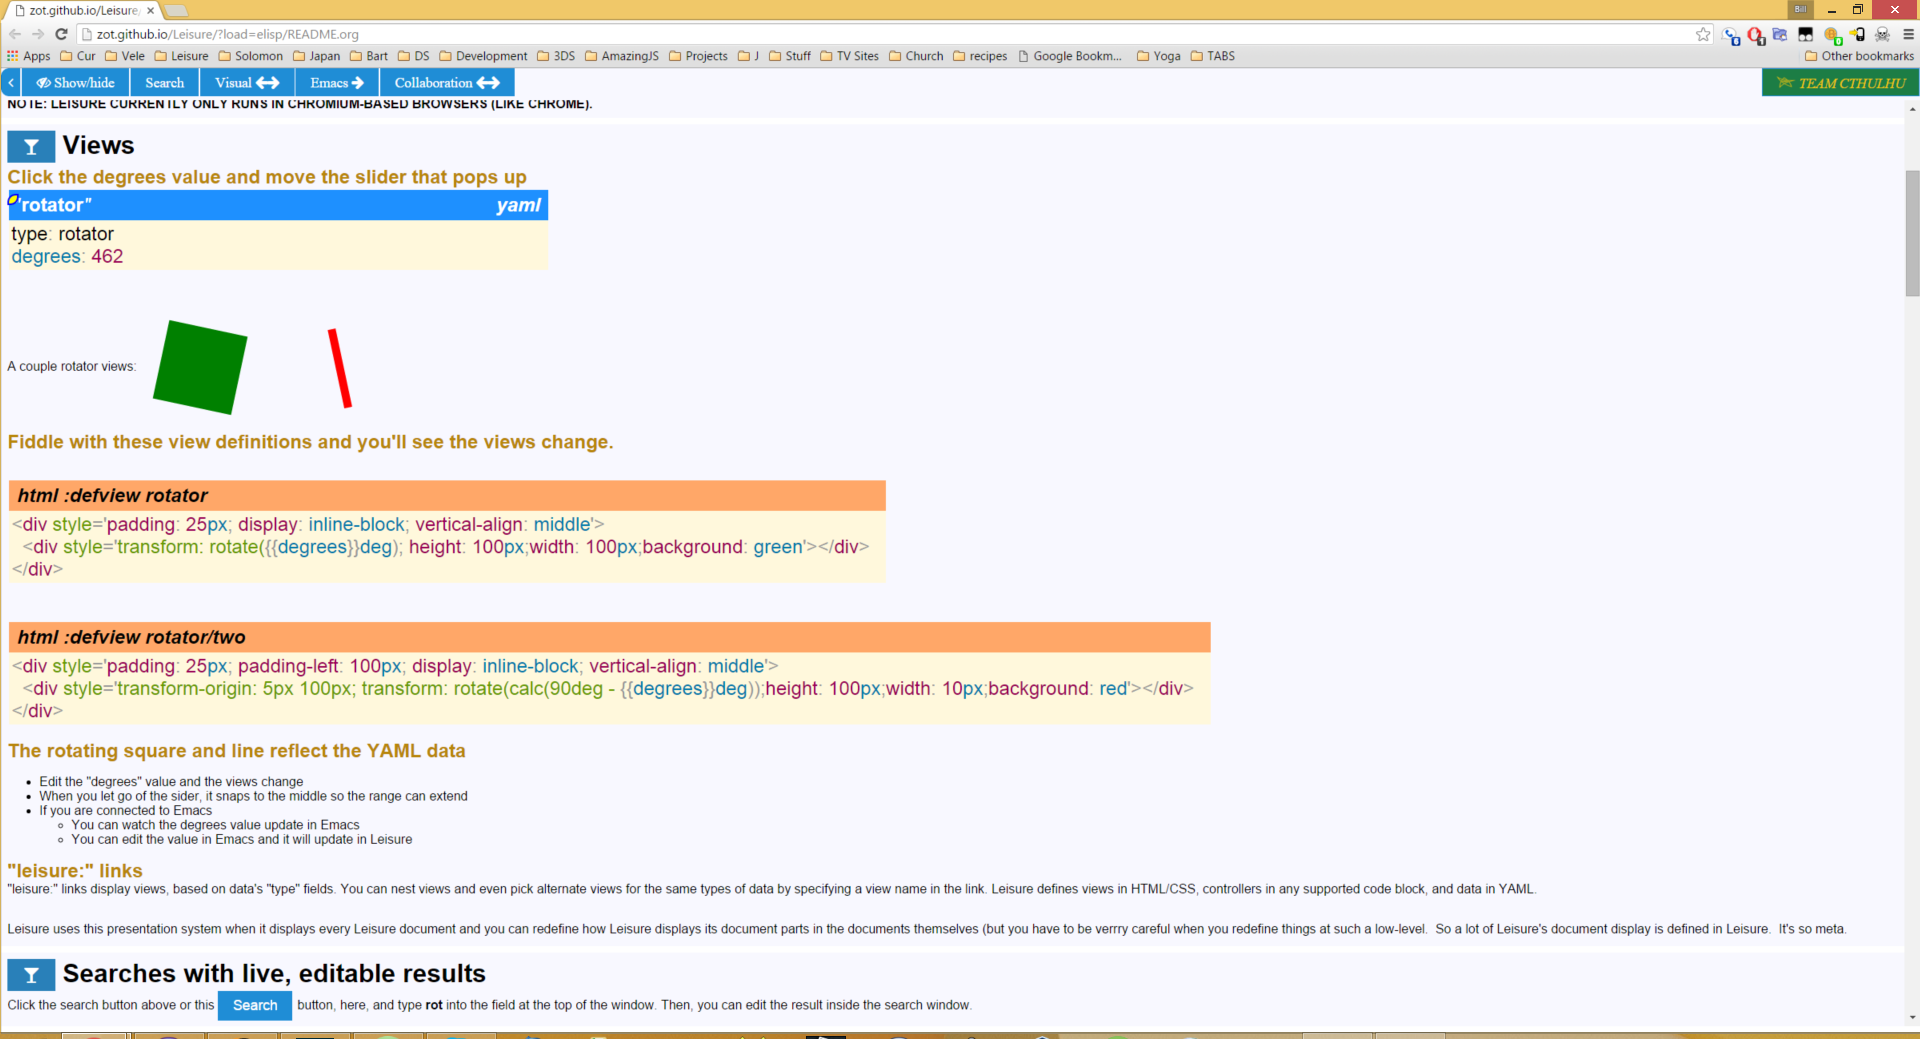 zot.github.io/Leisure/
Bill
zot.github.io/Leisure/?load=elisp/README.org
Apps Cur Vele Leisure Solomon Japan Bart DS Development 3DS AmazingJS Projects J Stuff TV Sites Church recipes Google Bookm... Yoga TABS Other bookmarks
Show/hide Search Visual Emacs Collaboration TEAM CTHULHU
NOTE: LEISURE CURRENTLY ONLY RUNS IN CHROMIUM-BASED BROWSERS (LIKE CHROME).
Views
Click the degrees value and move the slider that pops up
"rotator" yaml
type: rotator
degrees: 462
A couple rotator views:
Fiddle with these view definitions and you'll see the views change.
html :defview rotator
<div style='padding: 25px; display: inline-block; vertical-align: middle'>
<div style='transform: rotate({{degrees}}deg); height: 100px;width: 100px;background: green'></div>
</div>
html :defview rotator/two
<div style='padding: 25px; padding-left: 100px; display: inline-block; vertical-align: middle'>
<div style='transform-origin: 5px 100px; transform: rotate(calc(90deg - {{degrees}}deg));height: 100px;width: 10px;background: red'></div>
</div>
The rotating square and line reflect the YAML data
• Edit the "degrees" value and the views change
• When you let go of the sider, it snaps to the middle so the range can extend
• If you are connected to Emacs
◦ You can watch the degrees value update in Emacs
◦ You can edit the value in Emacs and it will update in Leisure
"leisure:" links
"leisure:" links display views, based on data's "type" fields. You can nest views and even pick alternate views for the same types of data by specifying a view name in the link. Leisure defines views in HTML/CSS, controllers in any supported code block, and data in YAML.
Leisure uses this presentation system when it displays every Leisure document and you can redefine how Leisure displays its document parts in the documents themselves (but you have to be verrry careful when you redefine things at such a low-level. So a lot of Leisure's document display is defined in Leisure. It's so meta.
Searches with live, editable results
Click the search button above or this Search button, here, and type rot into the field at the top of the window. Then, you can edit the result inside the search window.